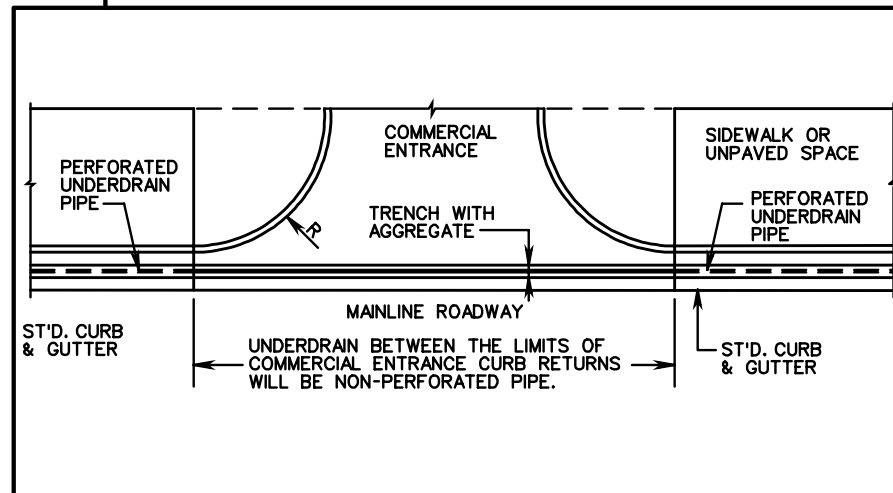 COMMERCIAL
ENTRANCE
SIDEWALK OR
UNPAVED SPACE
PERFORATED
UNDERDRAIN
PIPE
R
TRENCH WITH
AGGREGATE
PERFORATED
UNDERDRAIN
PIPE
MAINLINE ROADWAY
ST'D. CURB
& GUTTER
UNDERDRAIN BETWEEN THE LIMITS OF
COMMERCIAL ENTRANCE CURB RETURNS
WILL BE NON-PERFORATED PIPE.
ST'D. CURB
& GUTTER